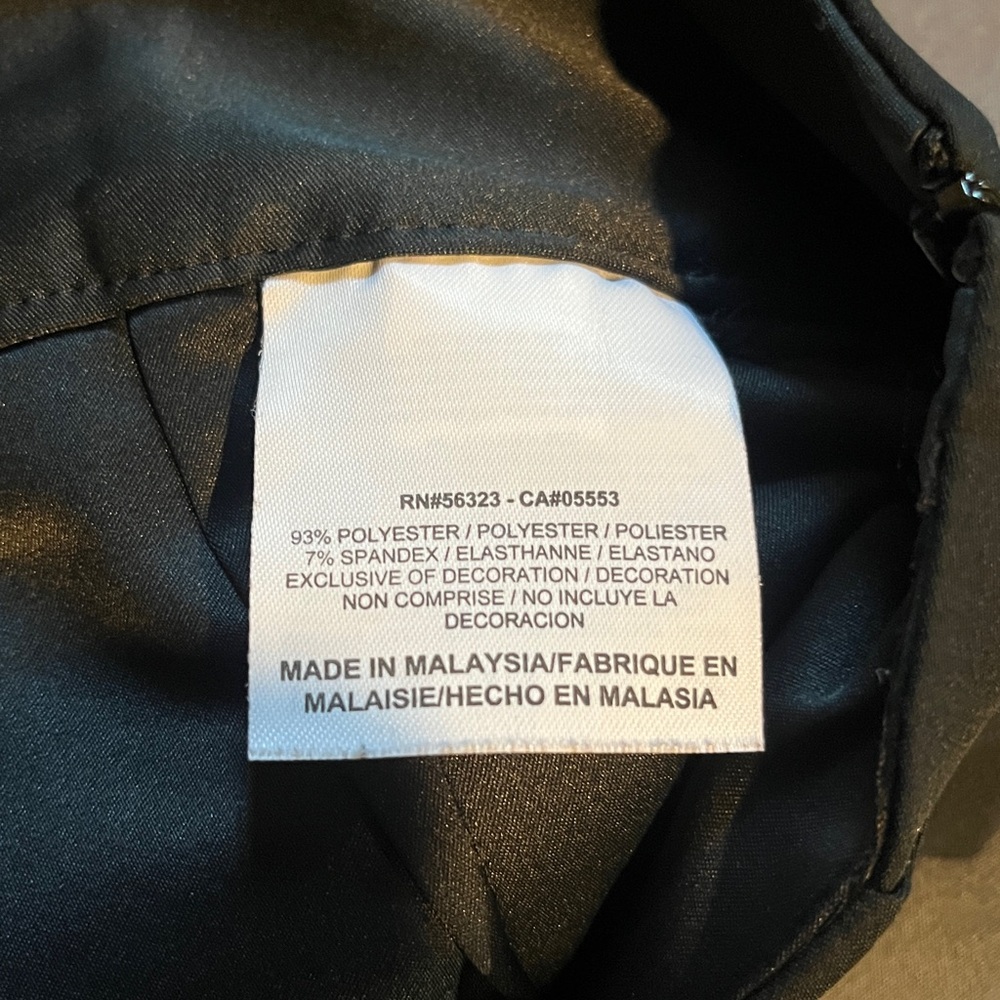 RN#56323 - CA#05553
93% POLYESTER / POLYESTER / POLIESTER
7% SPANDEX / ELASTHANNE / ELASTANO
EXCLUSIVE OF DECORATION / DECORATION
NON COMPRISE / NO INCLUYE LA
DECORACION
MADE IN MALAYSIA/FABRIQUE EN
MALAISIE/HECHO EN MALASIA